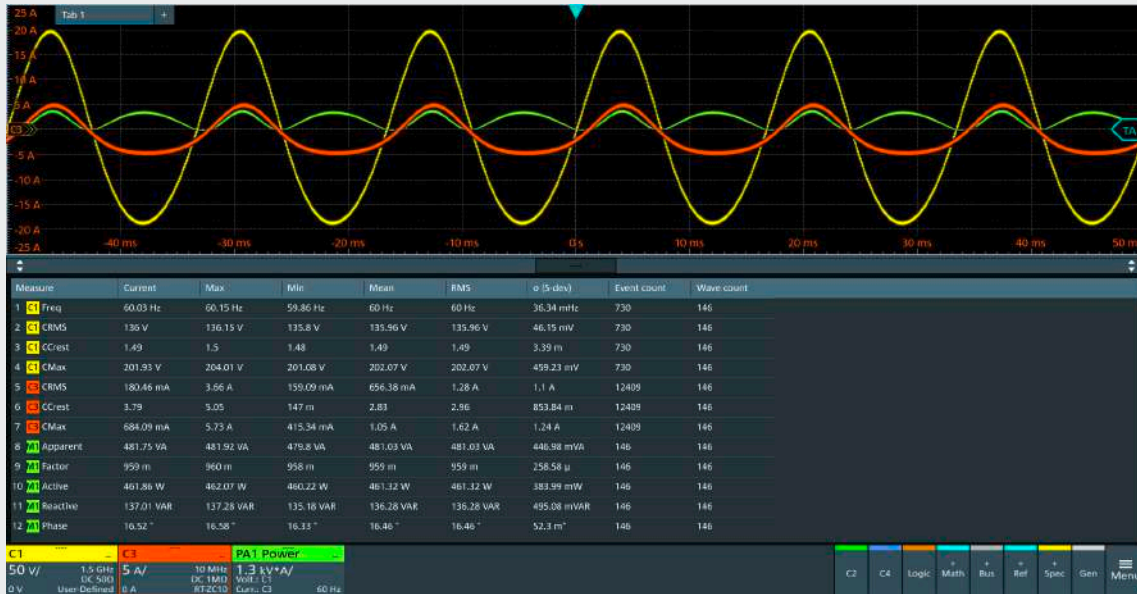 25 A
Tab 1 +
20 A
15 A
10 A
5 A
C3
TA
-5 A
-10 A
-15 A
-20 A
-25 A
-40 ms -30 ms -20 ms -10 ms 0 s 10 ms 20 ms 30 ms 40 ms 50 m
Measure Current Max Min Mean RMS σ (S-dev) Event count Wave count
1 C1 Freq 60.03 Hz 60.15 Hz 59.86 Hz 60 Hz 60 Hz 36.34 mHz 730 146
2 C1 CRMS 136 V 136.15 V 135.8 V 135.96 V 135.96 V 46.15 mV 730 146
3 C1 CCrest 1.49 1.5 1.48 1.49 1.49 3.39 m 730 146
4 C1 CMax 201.93 V 204.01 V 201.08 V 202.07 V 202.07 V 459.23 mV 730 146
5 C3 CRMS 180.46 mA 3.66 A 159.09 mA 656.38 mA 1.28 A 1.1 A 12409 146
6 C3 CCrest 3.79 5.05 147 m 2.83 2.96 853.84 m 12409 146
7 C3 CMax 684.09 mA 5.73 A 415.34 mA 1.05 A 1.62 A 1.24 A 12409 146
8 M1 Apparent 481.75 VA 481.92 VA 479.8 VA 481.03 VA 481.03 VA 446.98 mVA 146 146
9 M1 Factor 959 m 960 m 958 m 959 m 959 m 258.58 µ 146 146
10 M1 Active 461.86 W 462.07 W 460.22 W 461.32 W 461.32 W 383.99 mW 146 146
11 M1 Reactive 137.01 VAR 137.28 VAR 135.18 VAR 136.28 VAR 136.28 VAR 495.08 mVAR 146 146
12 M1 Phase 16.52 ° 16.58 ° 16.33 ° 16.46 ° 16.46 ° 52.3 m° 146 146
C1 C3 PA1 Power
50 V/ 1.5 GHz 5 A/ 10 MHz 1.3 kV*A/
DC 50Ω DC 1MΩ Volt.: C1
0 V User-Defined 0 A RT-ZC10 Curr.: C3 60 Hz
C2 C4 Logic + Math + Bus + Ref + Spec Gen Menu